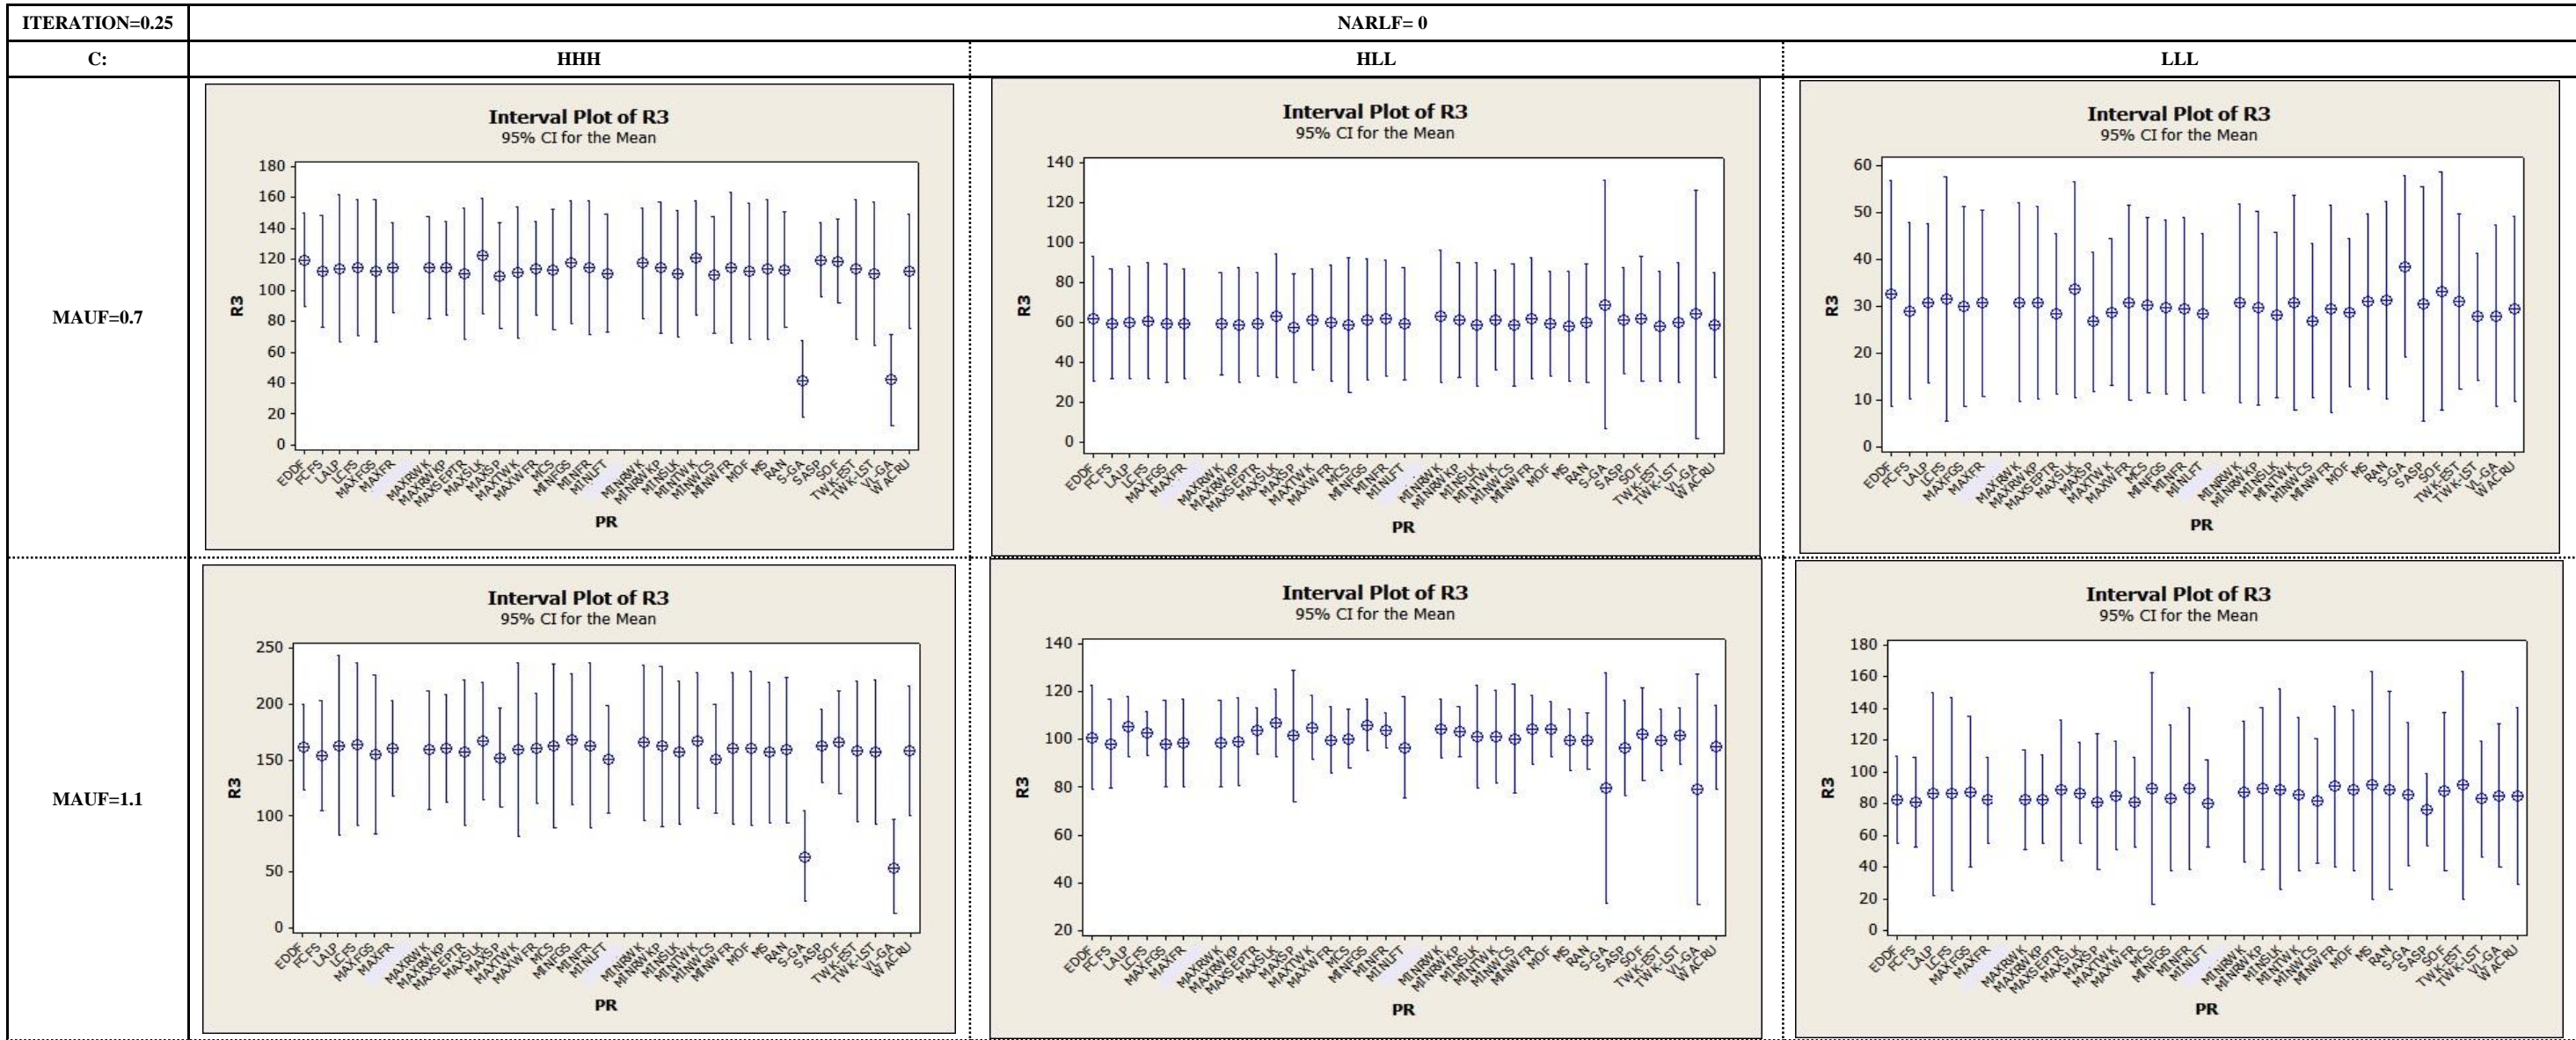 ITERATION=0.25 NARLF= 0
C: HHH HLL LLL
MAUF=0.7
Interval Plot of R3
95% CI for the Mean
R3
180
160
140
120
100
80
60
40
20
0
EDDF FCFS LALP LCFS MAXFGS MAXFR MAXRWK MAXRWKP MAXSEPTR MAXSLK MAXSP MAXTWK MAXWFR MCS MINFGS MINFR MINLFT MINRWK MINRWKP MINSLK MINTWK MINWCS MINWFR MOF MS RAN S-GA SASP SOF TWK-EST TWK-LST VL-GA WACRU
PR
Interval Plot of R3
95% CI for the Mean
R3
140
120
100
80
60
40
20
0
EDDF FCFS LALP LCFS MAXFGS MAXFR MAXRWK MAXRWKP MAXSEPTR MAXSLK MAXSP MAXTWK MAXWFR MCS MINFGS MINFR MINLFT MINRWK MINRWKP MINSLK MINTWK MINWCS MINWFR MOF MS RAN S-GA SASP SOF TWK-EST TWK-LST VL-GA WACRU
PR
Interval Plot of R3
95% CI for the Mean
R3
60
50
40
30
20
10
0
EDDF FCFS LALP LCFS MAXFGS MAXFR MAXRWK MAXRWKP MAXSEPTR MAXSLK MAXSP MAXTWK MAXWFR MCS MINFGS MINFR MINLFT MINRWK MINRWKP MINSLK MINTWK MINWCS MINWFR MOF MS RAN S-GA SASP SOF TWK-EST TWK-LST VL-GA WACRU
PR
MAUF=1.1
Interval Plot of R3
95% CI for the Mean
R3
250
200
150
100
50
0
EDDF FCFS LALP LCFS MAXFGS MAXFR MAXRWK MAXRWKP MAXSEPTR MAXSLK MAXSP MAXTWK MAXWFR MCS MINFGS MINFR MINLFT MINRWK MINRWKP MINSLK MINTWK MINWCS MINWFR MOF MS RAN S-GA SASP SOF TWK-EST TWK-LST VL-GA WACRU
PR
Interval Plot of R3
95% CI for the Mean
R3
140
120
100
80
60
40
20
EDDF FCFS LALP LCFS MAXFGS MAXFR MAXRWK MAXRWKP MAXSEPTR MAXSLK MAXSP MAXTWK MAXWFR MCS MINFGS MINFR MINLFT MINRWK MINRWKP MINSLK MINTWK MINWCS MINWFR MOF MS RAN S-GA SASP SOF TWK-EST TWK-LST VL-GA WACRU
PR
Interval Plot of R3
95% CI for the Mean
R3
180
160
140
120
100
80
60
40
20
0
EDDF FCFS LALP LCFS MAXFGS MAXFR MAXRWK MAXRWKP MAXSEPTR MAXSLK MAXSP MAXTWK MAXWFR MCS MINFGS MINFR MINLFT MINRWK MINRWKP MINSLK MINTWK MINWCS MINWFR MOF MS RAN S-GA SASP SOF TWK-EST TWK-LST VL-GA WACRU
PR